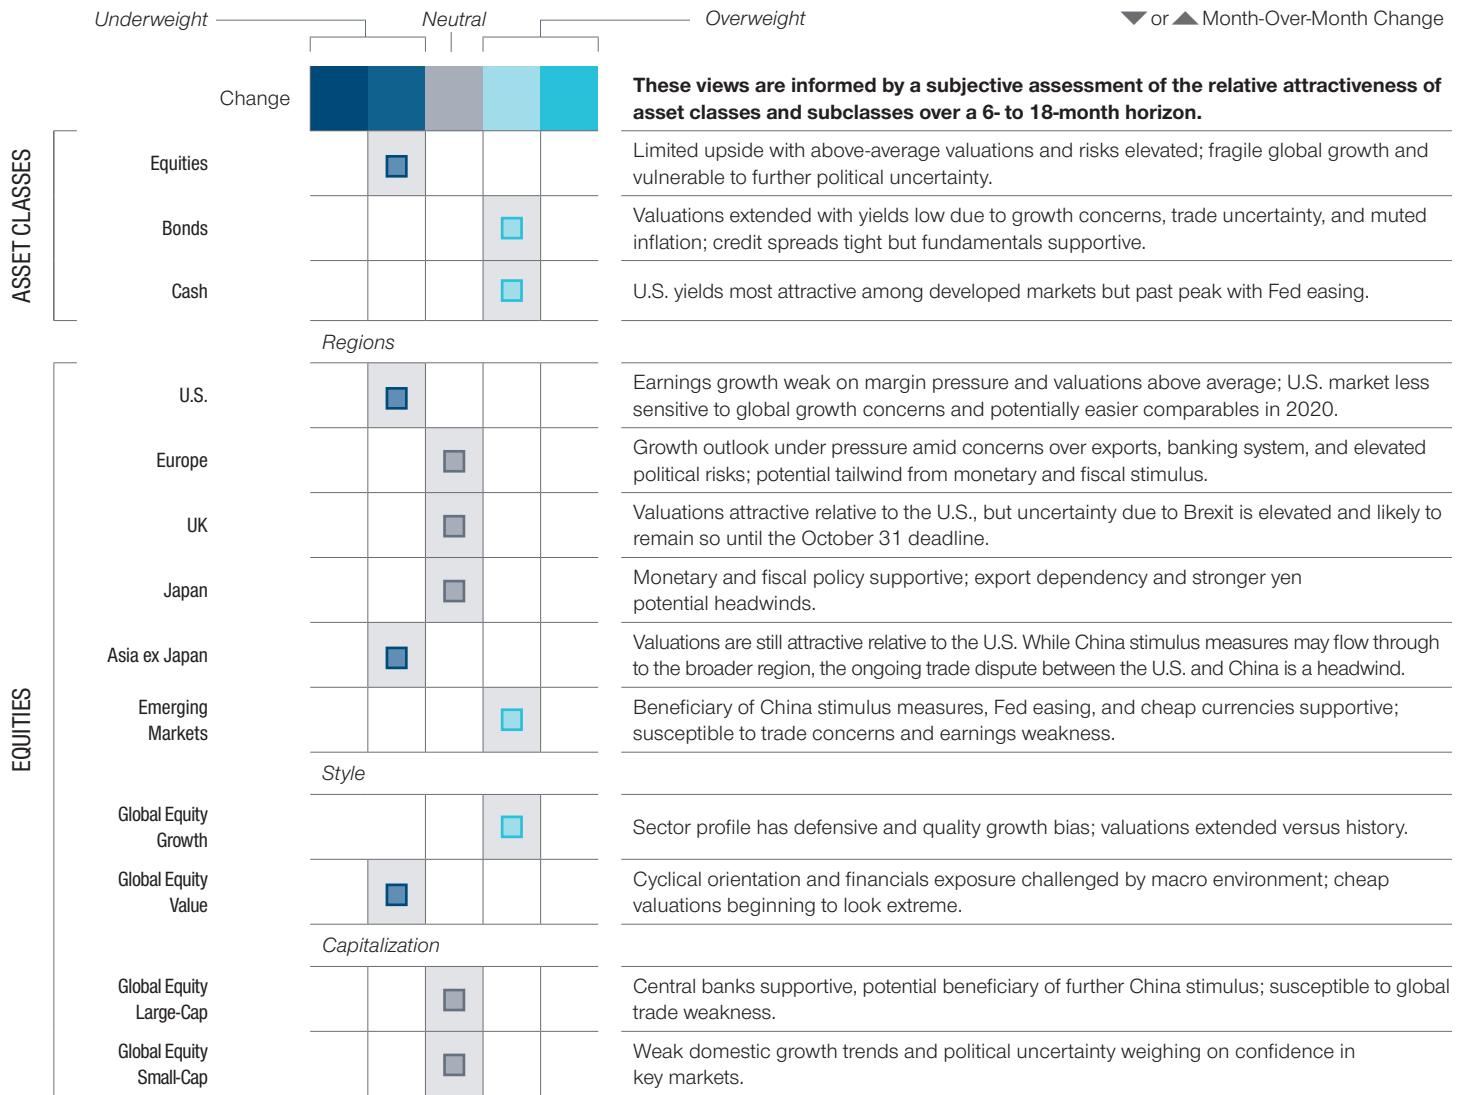 Underweight
Neutral
Overweight
or Month-Over-Month Change
Change
These views are informed by a subjective assessment of the relative attractiveness of
asset classes and subclasses over a 6- to 18-month horizon.
ASSET CLASSES
Equities
Limited upside with above-average valuations and risks elevated; fragile global growth and
vulnerable to further political uncertainty.
Bonds
Valuations extended with yields low due to growth concerns, trade uncertainty, and muted
inflation; credit spreads tight but fundamentals supportive.
Cash
U.S. yields most attractive among developed markets but past peak with Fed easing.
EQUITIES
Regions
U.S.
Earnings growth weak on margin pressure and valuations above average; U.S. market less
sensitive to global growth concerns and potentially easier comparables in 2020.
Europe
Growth outlook under pressure amid concerns over exports, banking system, and elevated
political risks; potential tailwind from monetary and fiscal stimulus.
UK
Valuations attractive relative to the U.S., but uncertainty due to Brexit is elevated and likely to
remain so until the October 31 deadline.
Japan
Monetary and fiscal policy supportive; export dependency and stronger yen
potential headwinds.
Asia ex Japan
Valuations are still attractive relative to the U.S. While China stimulus measures may flow through
to the broader region, the ongoing trade dispute between the U.S. and China is a headwind.
Emerging
Markets
Beneficiary of China stimulus measures, Fed easing, and cheap currencies supportive;
susceptible to trade concerns and earnings weakness.
Style
Global Equity
Growth
Sector profile has defensive and quality growth bias; valuations extended versus history.
Global Equity
Value
Cyclical orientation and financials exposure challenged by macro environment; cheap
valuations beginning to look extreme.
Capitalization
Global Equity
Large-Cap
Central banks supportive, potential beneficiary of further China stimulus; susceptible to global
trade weakness.
Global Equity
Small-Cap
Weak domestic growth trends and political uncertainty weighing on confidence in
key markets.